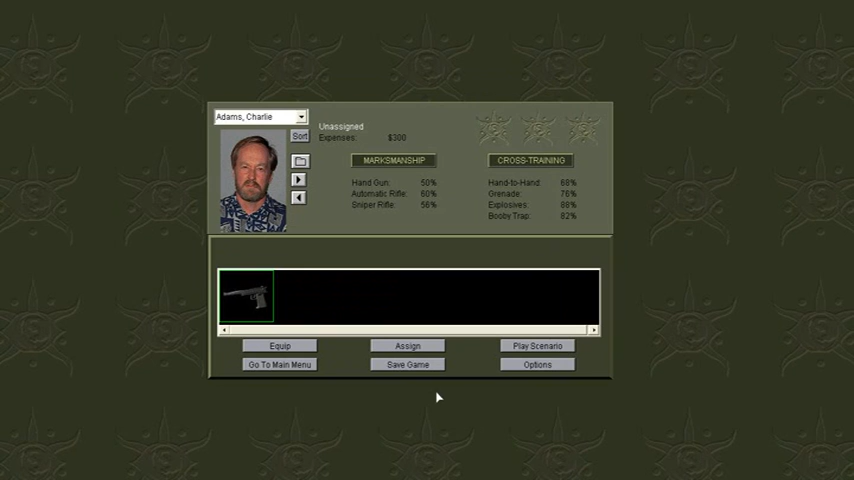 Adams, Charlie
Sort
Unassigned
Expenses: $300
MARKSMANSHIP
Hand Gun: 50%
Automatic Rifle: 60%
Sniper Rifle: 56%
CROSS-TRAINING
Hand-to-Hand: 68%
Grenade: 76%
Explosives: 88%
Booby Trap: 82%
Equip
Assign
Play Scenario
Go To Main Menu
Save Game
Options